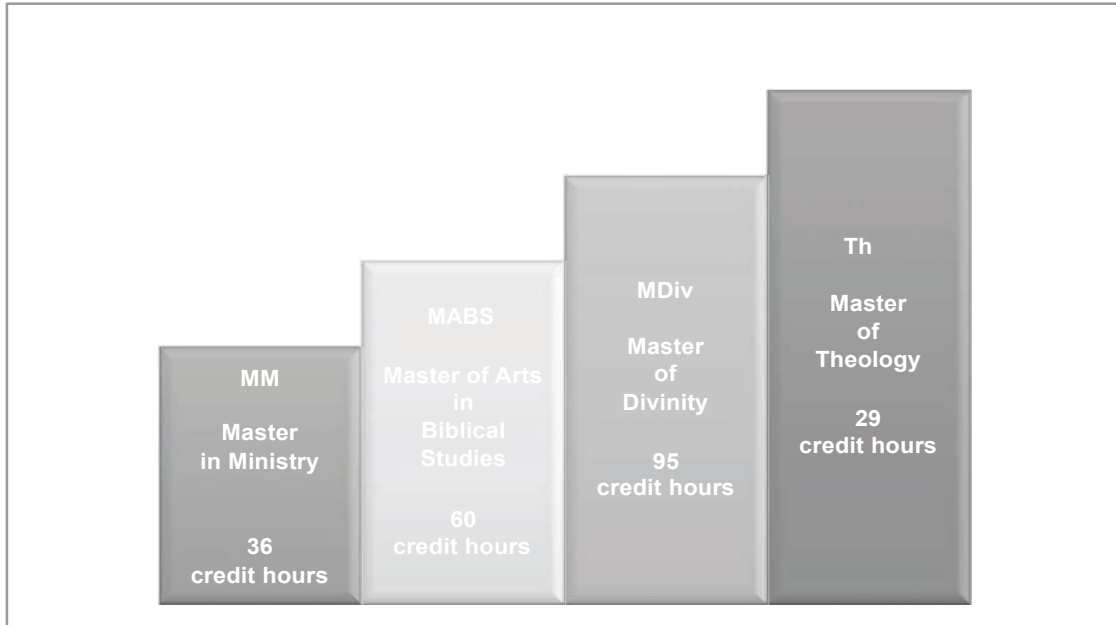 MM
Master
in Ministry
36
credit hours
MABS
Master of Arts
in
Biblical
Studies
60
credit hours
MDiv
Master
of
Divinity
95
credit hours
Th
Master
of
Theology
29
credit hours